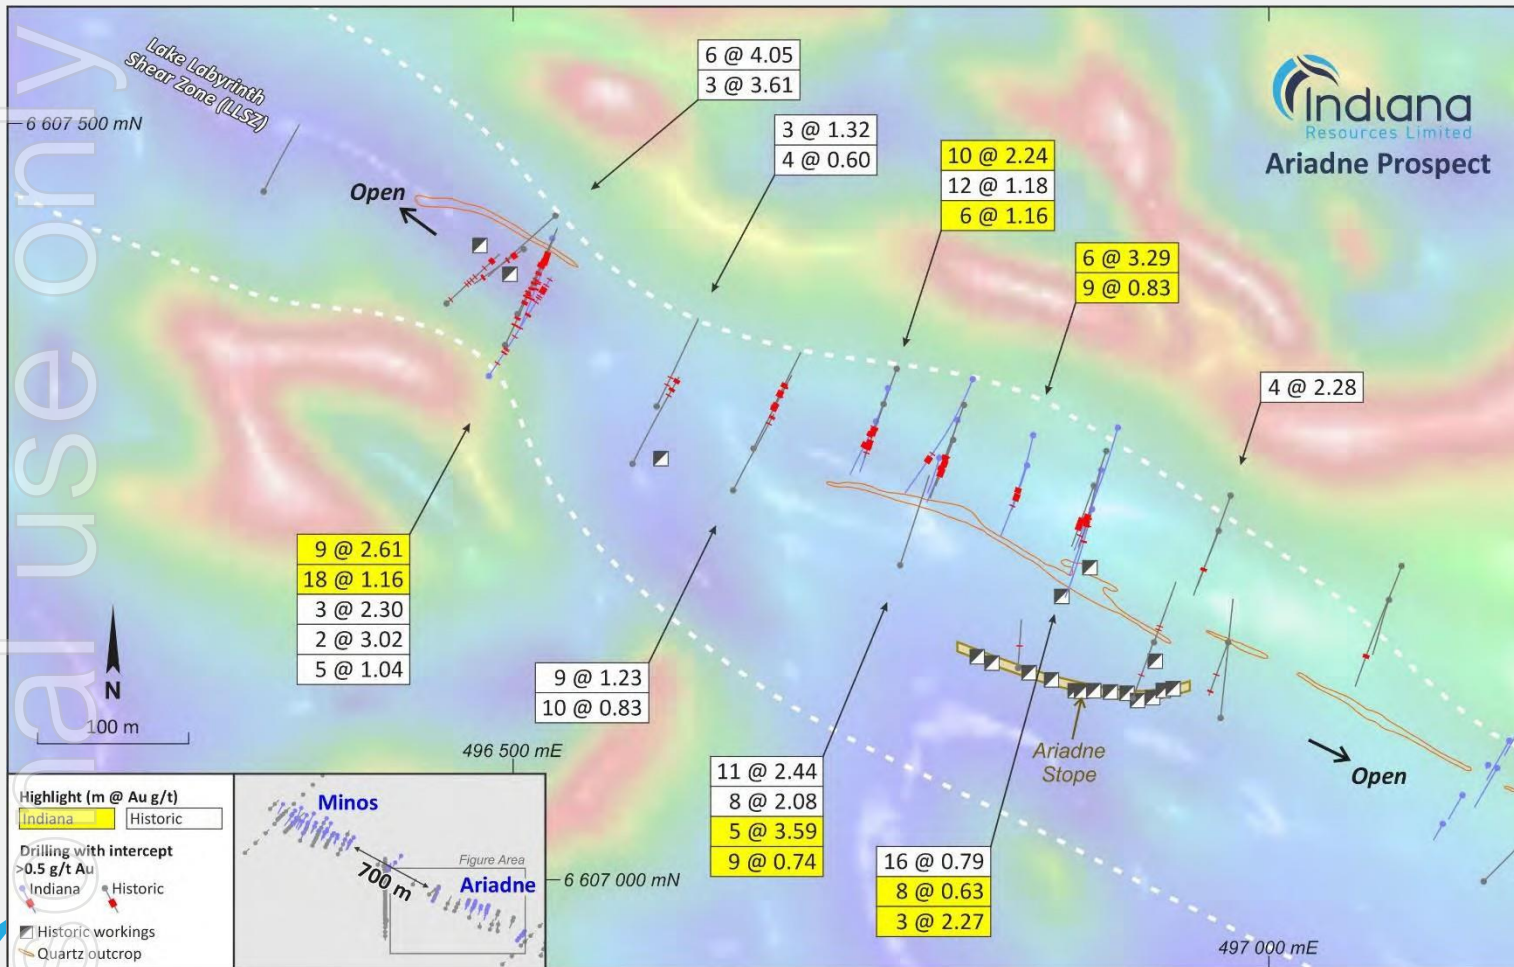 Lake Labyrinth
Shear Zone (LLSZ)
6 607 500 mN
Open
6 @ 4.05
3 @ 3.61
3 @ 1.32
4 @ 0.60
10 @ 2.24
12 @ 1.18
6 @ 1.16
6 @ 3.29
9 @ 0.83
4 @ 2.28
Indiana
Resources Limited
Ariadne Prospect
9 @ 2.61
18 @ 1.16
3 @ 2.30
2 @ 3.02
5 @ 1.04
9 @ 1.23
10 @ 0.83
11 @ 2.44
8 @ 2.08
5 @ 3.59
9 @ 0.74
16 @ 0.79
8 @ 0.63
3 @ 2.27
Ariadne
Stope
Open
N
100 m
496 500 mE
6 607 000 mN
497 000 mE
Highlight (m @ Au g/t)
Indiana
Historic
Drilling with intercept
>0.5 g/t Au
Indiana
Historic
Historic workings
Quartz outcrop
Minos
700 m
Figure Area
Ariadne
onal use only